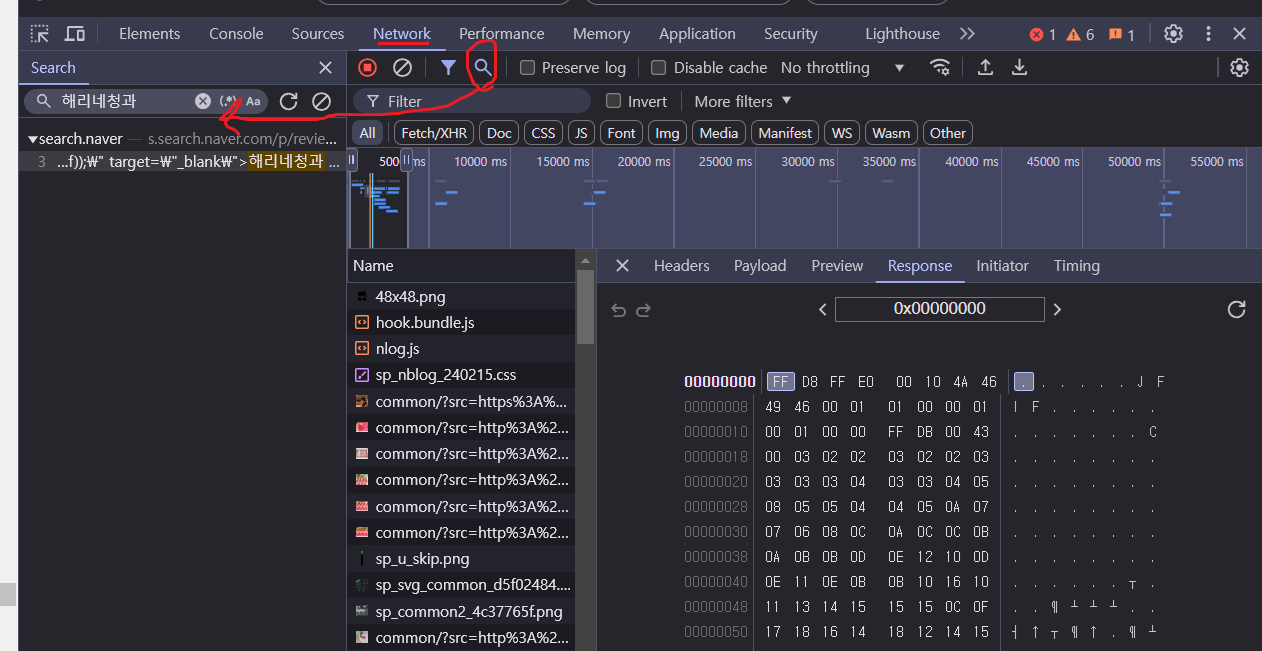 Elements Console Sources Network Performance Memory Application Security Lighthouse 1 6 1
Search
Preserve log Disable cache No throttling
해리네청과 (.*) Aa
Filter Invert More filters
All Fetch/XHR Doc CSS JS Font Img Media Manifest WS Wasm Other
search.naver — s.search.naver.com/p/revie...
3 ...f));₩" target=₩"_blank₩">해리네청과 ...
ms 10000 ms 15000 ms 20000 ms 25000 ms 30000 ms 35000 ms 40000 ms 45000 ms 50000 ms 55000 ms
Name
48x48.png
hook.bundle.js
nlog.js
sp_nblog_240215.css
common/?src=https%3A%...
common/?src=http%3A%2...
common/?src=http%3A%2...
common/?src=http%3A%2...
common/?src=http%3A%2...
common/?src=http%3A%2...
sp_u_skip.png
sp_svg_common_d5f02484....
sp_common2_4c37765f.png
common/?src=http%3A%2...
Headers Payload Preview Response Initiator Timing
0x00000000
00000000 FF D8 FF E0 00 10 4A 46 . . . . . . J F
00000008 49 46 00 01 01 00 00 01 I F . . . . . .
00000010 00 01 00 00 FF DB 00 43 . . . . . . . C
00000018 00 03 02 02 03 02 02 03 . . . . . . . .
00000020 03 03 03 04 03 03 04 05 . . . . . . . .
00000028 08 05 05 04 04 05 0A 07 . . . . . . . .
00000030 07 06 08 0C 0A 0C 0C 0B . . . . . . . .
00000038 0A 0B 0B 0D 0E 12 10 0D . . . . . . . .
00000040 0E 11 0E 0B 0B 10 16 10 . . . . . . ┬ .
00000048 11 13 14 15 15 15 0C 0F . . ¶ ┴ ┴ ┴ . .
00000050 17 18 16 14 18 12 14 15 ┤ ↑ ┬ ¶ ↑ . ¶ ┴